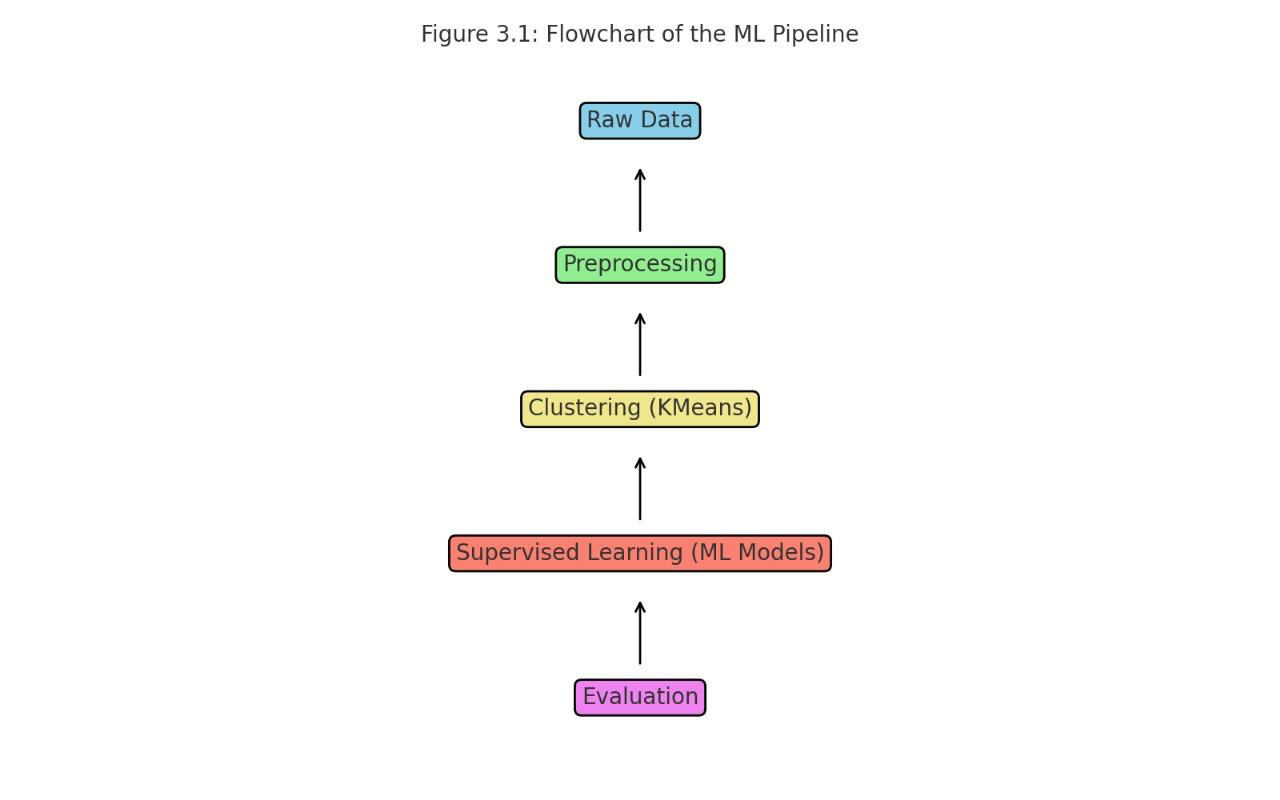 Figure 3.1: Flowchart of the ML Pipeline
Raw Data
Preprocessing
Clustering (KMeans)
Supervised Learning (ML Models)
Evaluation